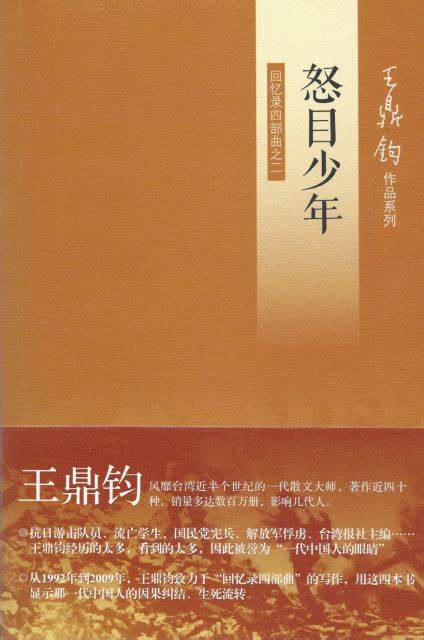 王鼎钧
作品系列
怒目少年
回忆录四部曲之二
王鼎钧 风靡台湾近半个世纪的一代散文大师，著作近四十
种，销量多达数百万册，影响几代人。
◎抗日游击队员、流亡学生、国民党宪兵、解放军俘虏、台湾报社主编……
王鼎钧经历的太多，看到的太多，因此被誉为“一代中国人的眼睛”
◎从1992年到2009年，王鼎钧致力于“回忆录四部曲”的写作，用这四本书
显示那一代中国人的因果纠结、生死流转。